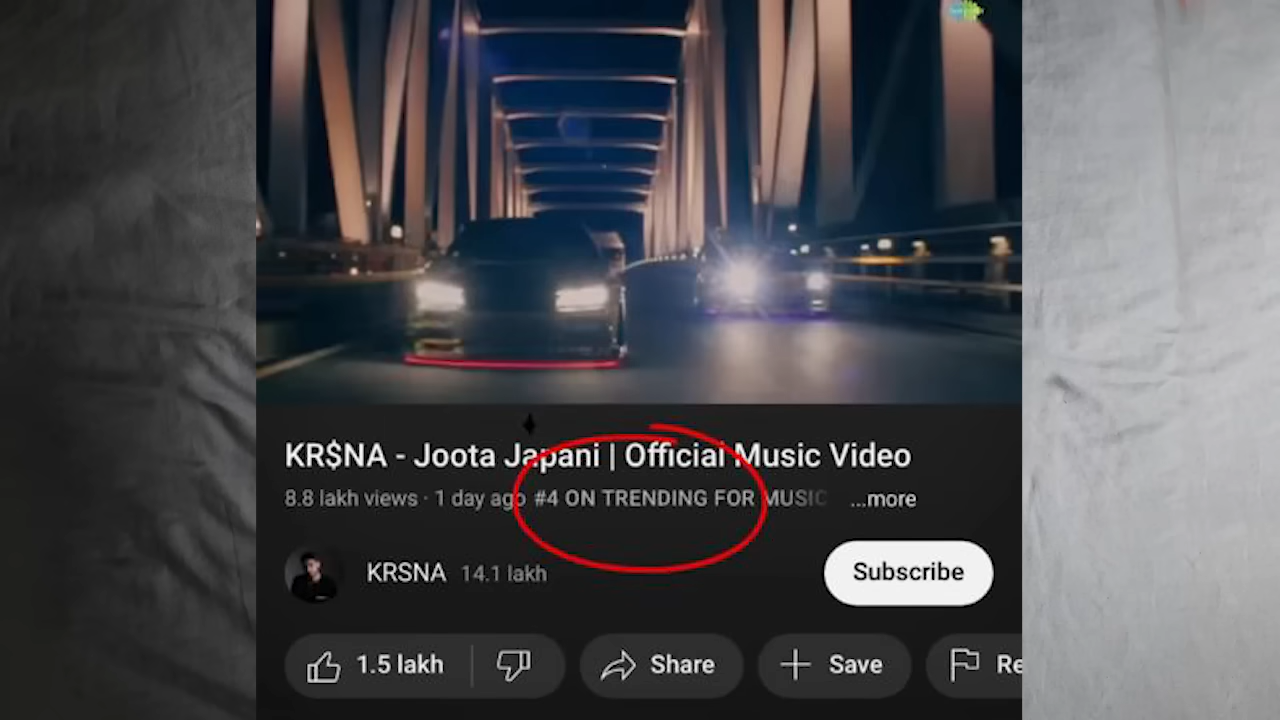 KR$NA - Joota Japani | Official Music Video
8.8 lakh views · 1 day ago #4 ON TRENDING FOR MUSIC ...more
KRSNA 14.1 lakh
Subscribe
1.5 lakh
Share
Save
Re